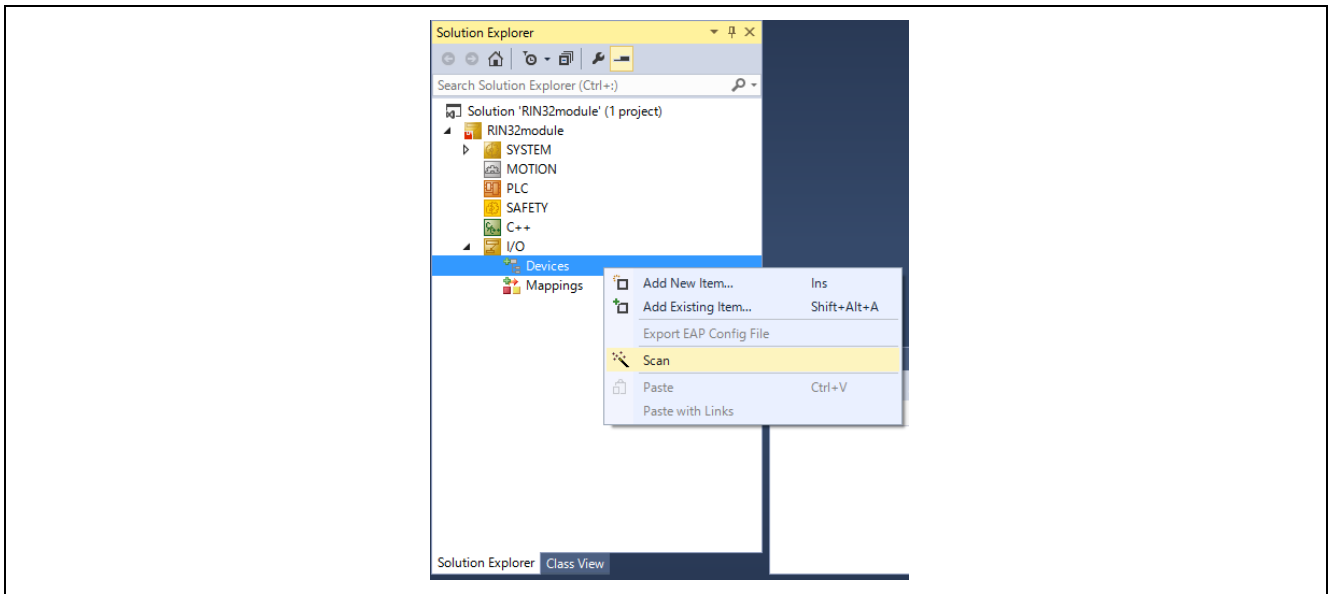 Solution Explorer
Search Solution Explorer (Ctrl+:)
Solution 'RIN32module' (1 project)
RIN32module
SYSTEM
MOTION
PLC
SAFETY
C++
I/O
Devices
Mappings
Add New Item... Ins
Add Existing Item... Shift+Alt+A
Export EAP Config File
Scan
Paste Ctrl+V
Paste with Links
Solution Explorer Class View